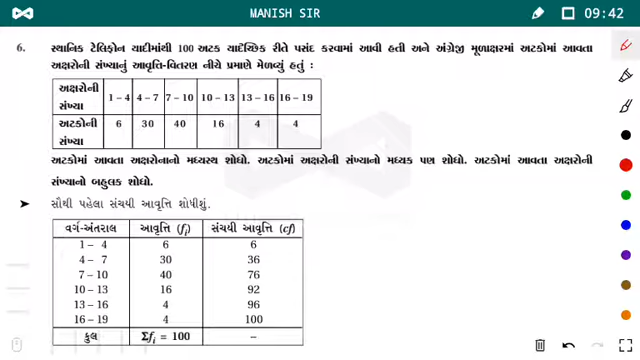 MANISH SIR
09:42
6. સ્થાનિક ટેલિફોન યાદીમાંથી 100 અટક યાદૃચ્છિક રીતે પસંદ કરવામાં આવી હતી અને અંગ્રેજી મૂળાક્ષરમાં અટકોમાં આવતા
અક્ષરોની સંખ્યાનું આવૃત્તિ-વિતરણ નીચે પ્રમાણે મેળવ્યું હતું :
અક્ષરોની સંખ્યા 1 – 4 4 – 7 7 – 10 10 – 13 13 – 16 16 – 19
અટકોની સંખ્યા 6 30 40 16 4 4
અટકોમાં આવતા અક્ષરોનાનો મધ્યસ્થ શોધો. અટકોમાં અક્ષરોની સંખ્યાનો મધ્યક પણ શોધો. અટકોમાં આવતા અક્ષરોની
સંખ્યાનો બહુલક શોધો.
➤ સૌથી પહેલા સંચયી આવૃત્તિ શોધીશું.
વર્ગ-અંતરાલ આવૃત્તિ (fi) સંચયી આવૃત્તિ (cf)
1 – 4 6 6
4 – 7 30 36
7 – 10 40 76
10 – 13 16 92
13 – 16 4 96
16 – 19 4 100
કુલ Σfi = 100 –